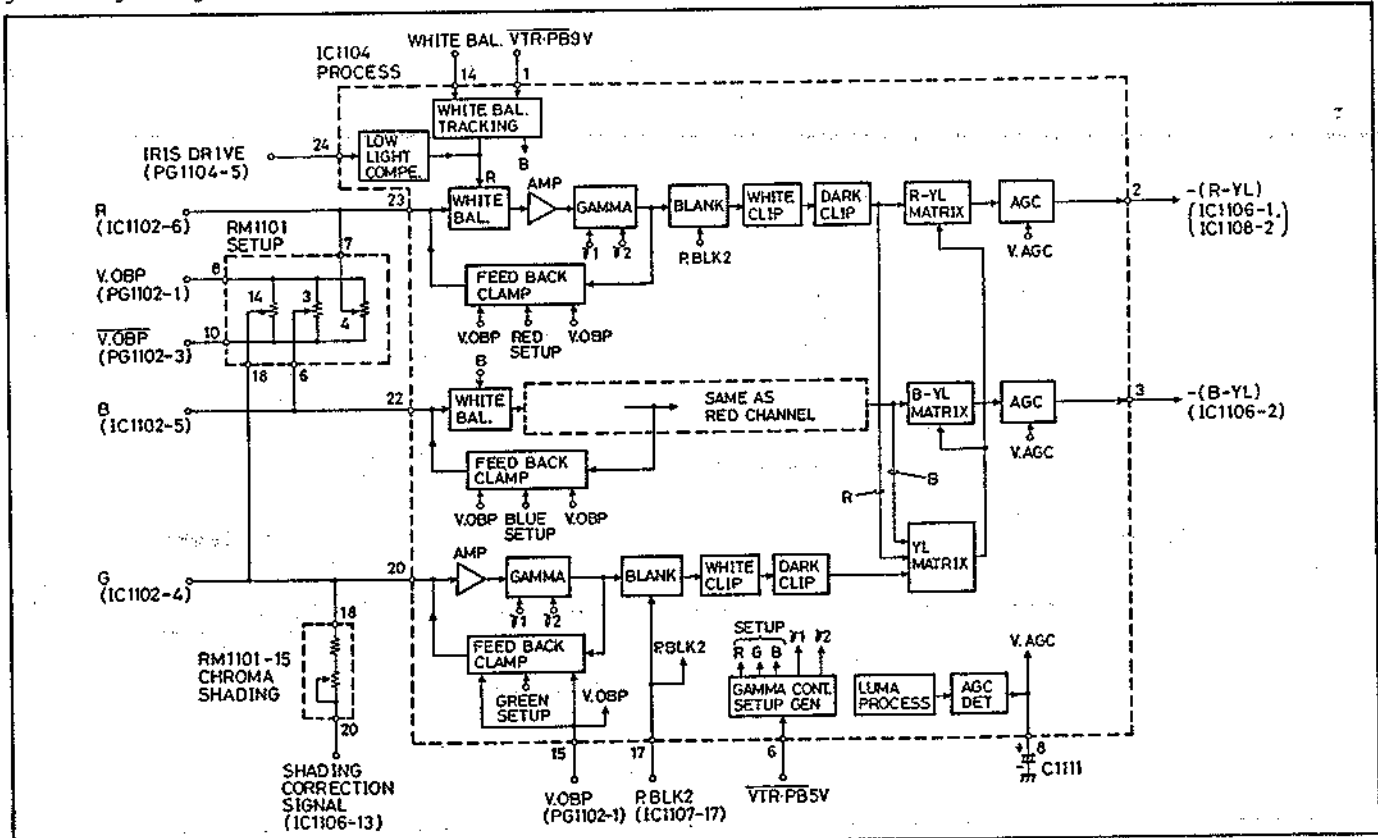 IC1104
PROCESS
WHITE BAL.
VTR·PB9V
14
1
WHITE BAL.
TRACKING
B
IRIS DRIVE
(PG1104-5)
24
LOW
LIGHT
COMPE.
R
R
(IC1102-6)
23
WHITE
BAL.
AMP
GAMMA
γ1
γ2
BLANK
P.BLK2
WHITE
CLIP
DARK
CLIP
R-YL
MATRIX
AGC
V.AGC
2
-(R-YL)
(IC1106-1)
(IC1108-2)
RM1101
SETUP
7
V.OBP
(PG1102-1)
8
14
3
4
V.OBP
(PG1102-3)
10
18
6
FEED BACK
CLAMP
V.OBP
RED
SETUP
V.OBP
B
(IC1102-5)
22
B
WHITE
BAL.
SAME AS
RED CHANNEL
B-YL
MATRIX
AGC
V.AGC
3
-(B-YL)
(IC1106-2)
FEED BACK
CLAMP
V.OBP
BLUE
SETUP
V.OBP
R
B
YL
MATRIX
G
(IC1102-4)
20
AMP
GAMMA
γ1
γ2
BLANK
WHITE
CLIP
DARK
CLIP
18
RM1101-15
CHROMA
SHADING
20
SHADING
CORRECTION
SIGNAL
(IC1106-13)
FEED BACK
CLAMP
GREEN
SETUP
V.OBP
P.BLK2
SETUP
R G B
γ1
γ2
GAMMA CONT.
SETUP GEN
LUMA
PROCESS
AGC
DET
V.AGC
15
V.OBP
(PG1102-1)
17
P.BLK2
(IC1107-17)
6
VTR·PB5V
8
C1111